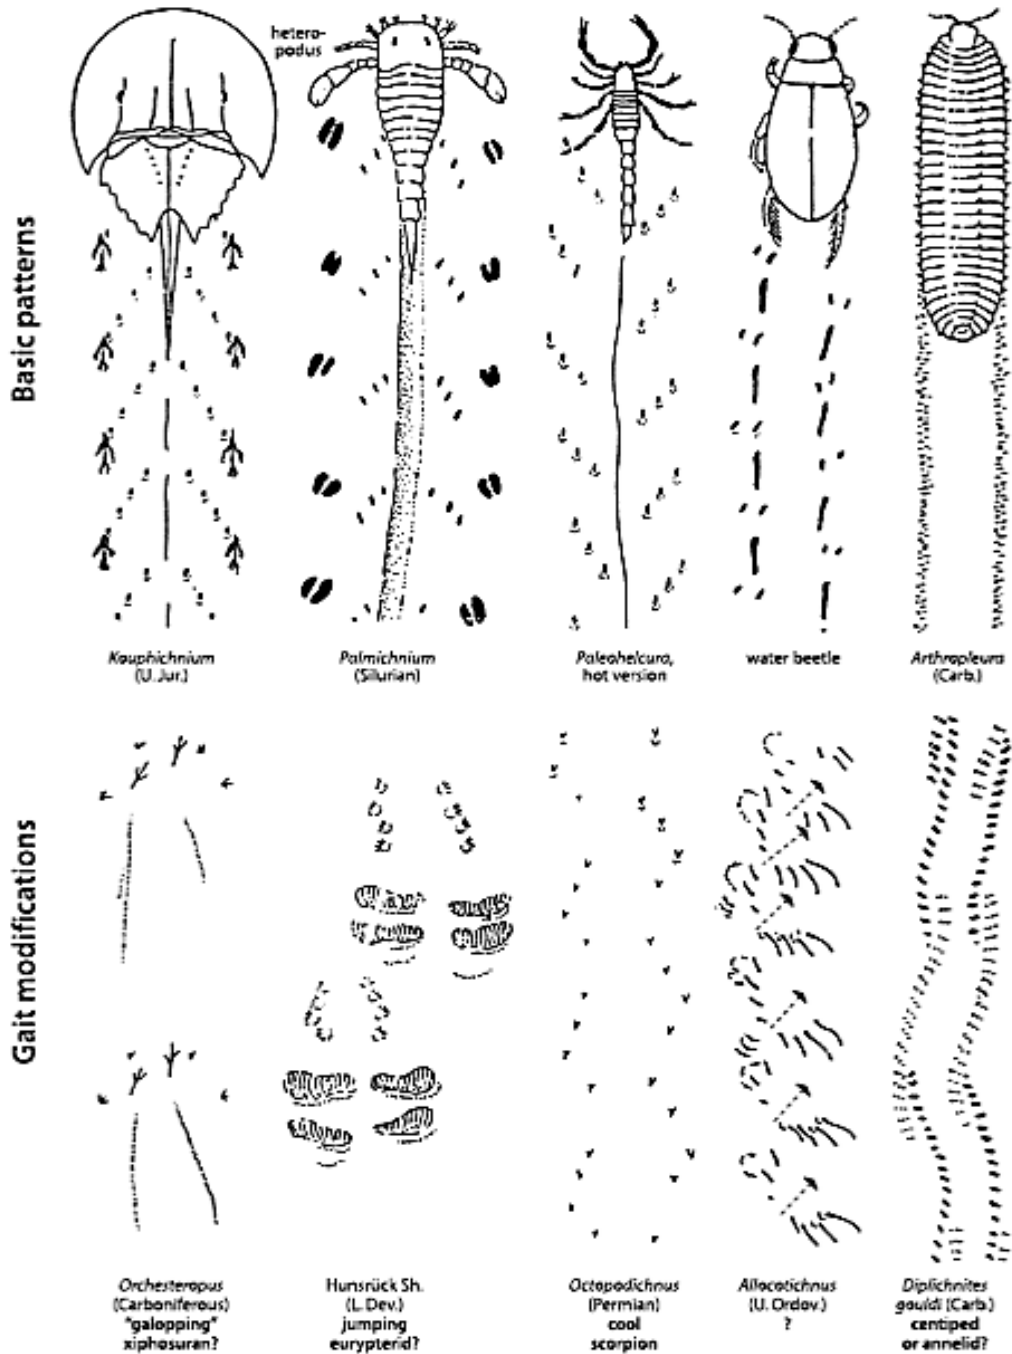 hetero-
podus
Basic patterns
Kouphichnium
(U. Jur.)
Palmichnium
(Silurian)
Paleohelcura,
hot version
water beetle
Arthropleura
(Carb.)
Gait modifications
Orchesteropus
(Carboniferous)
"galopping"
xiphosuran?
Hunsrück Sh.
(L. Dev.)
jumping
eurypterid?
Octopodichnus
(Permian)
cool
scorpion
Allocotichnus
(U. Ordov.)
?
Diplichnites
gouldi (Carb.)
centiped
or annelid?